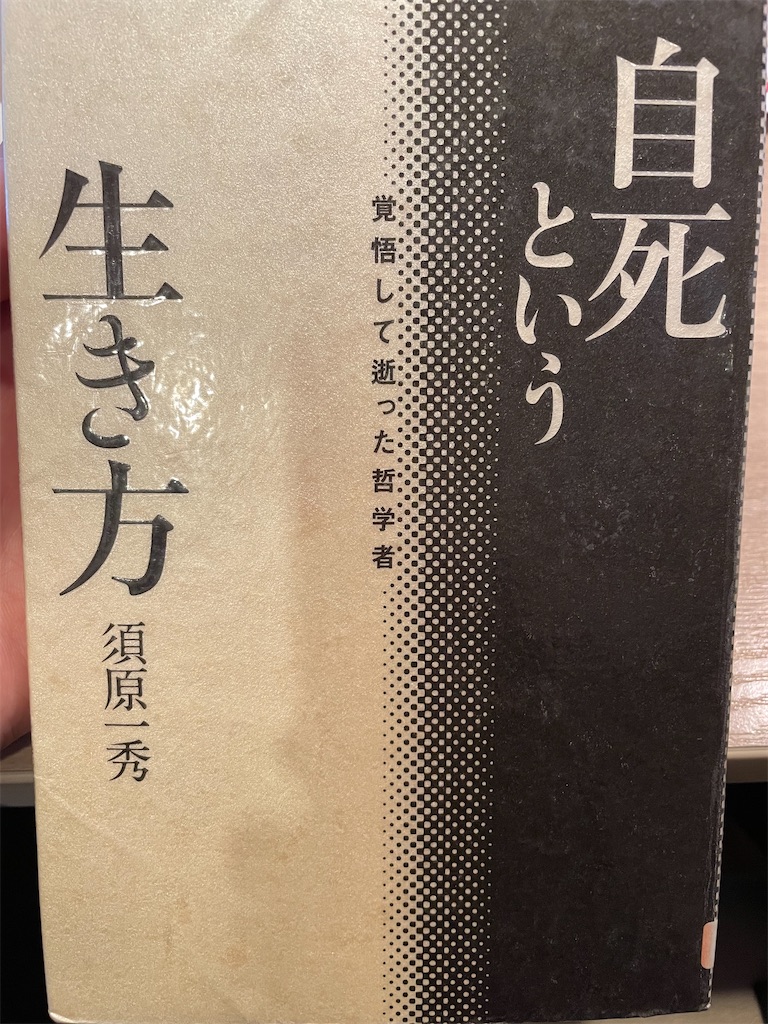 自死
という
覚悟して逝った哲学者
生き方
須原一秀